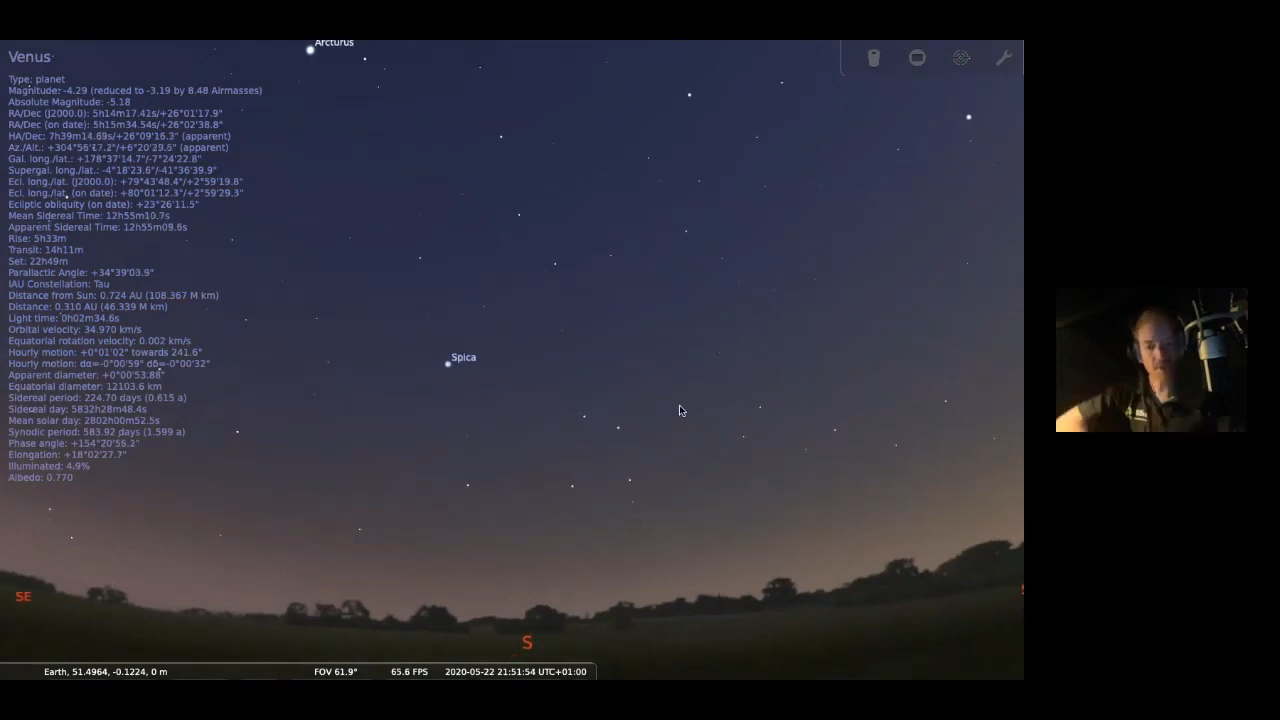 Arcturus
Venus
Type: planet
Magnitude: -4.29 (reduced to -3.19 by 8.48 Airmasses)
Absolute Magnitude: -5.18
RA/Dec (J2000.0): 5h14m17.41s/+26°01'17.9"
RA/Dec (on date): 5h15m34.54s/+26°02'38.8"
HA/Dec: 7h39m14.69s/+26°09'16.3" (apparent)
Az./Alt.: +304°56'17.2"/+6°20'29.5" (apparent)
Gal. long./lat.: +178°37'14.7"/-7°24'22.8"
Supergal. long./lat.: -4°18'23.6"/-41°36'39.9"
Ecl. long./lat. (J2000.0): +79°43'48.4"/+2°59'19.8"
Ecl. long./lat. (on date): +80°01'12.3"/+2°59'29.3"
Ecliptic obliquity (on date): +23°26'11.5"
Mean Sidereal Time: 12h55m10.7s
Apparent Sidereal Time: 12h55m09.6s
Rise: 5h33m
Transit: 14h11m
Set: 22h49m
Parallactic Angle: +34°39'03.9"
IAU Constellation: Tau
Distance from Sun: 0.724 AU (108.367 M km)
Distance: 0.310 AU (46.339 M km)
Light time: 0h02m34.6s
Orbital velocity: 34.970 km/s
Equatorial rotation velocity: 0.002 km/s
Hourly motion: +0°01'02" towards 241.6°
Hourly motion: dα=-0°00'59" dδ=-0°00'32"
Apparent diameter: +0°00'53.88"
Equatorial diameter: 12103.6 km
Sidereal period: 224.70 days (0.615 a)
Sidereal day: 5832h28m48.4s
Mean solar day: 2802h00m52.5s
Synodic period: 583.92 days (1.599 a)
Phase angle: +154°20'56.2"
Elongation: +18°02'27.7"
Illuminated: 4.9%
Albedo: 0.770
Spica
SE
S
Earth, 51.4964, -0.1224, 0 m FOV 61.9° 65.6 FPS 2020-05-22 21:51:54 UTC+01:00